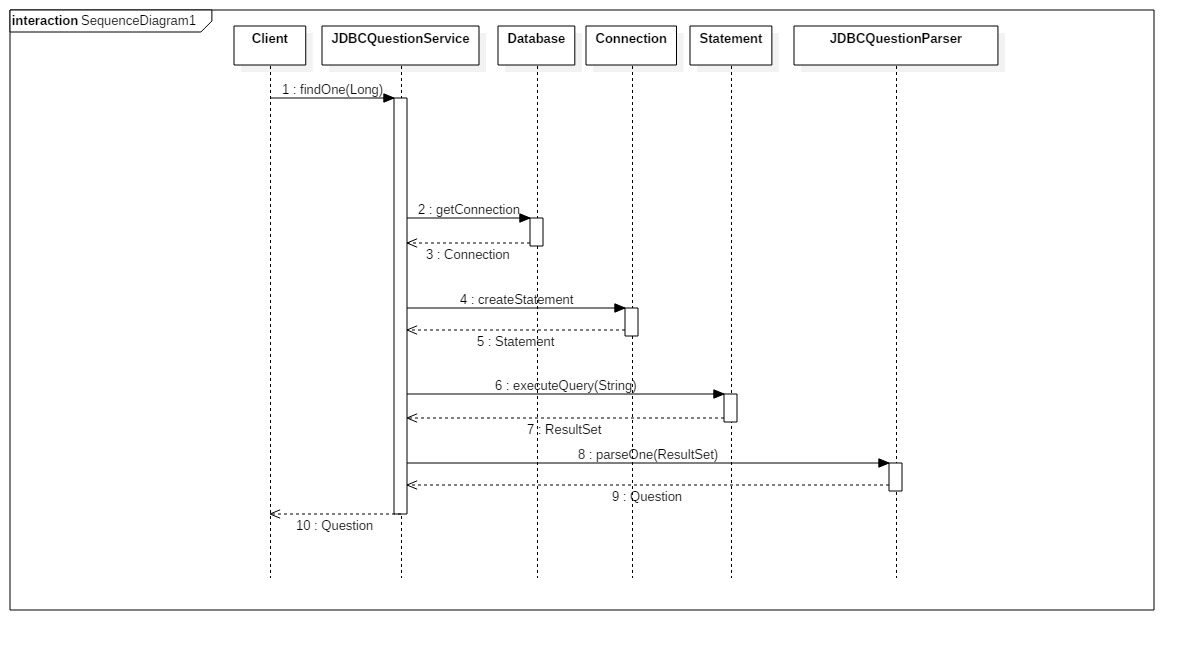 interaction SequenceDiagram1
Client
JDBCQuestionService
Database
Connection
Statement
JDBCQuestionParser
1 : findOne(Long)
2 : getConnection
3 : Connection
4 : createStatement
5 : Statement
6 : executeQuery(String)
7 : ResultSet
8 : parseOne(ResultSet)
9 : Question
10 : Question